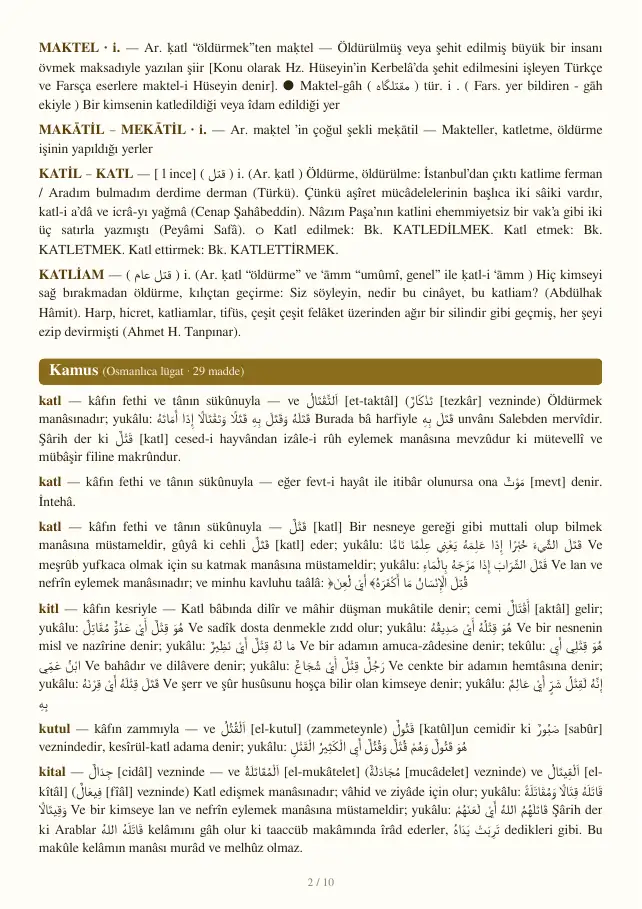 MAKTEL · i. — Ar. ḳatl “öldürmek”ten maḳtel — Öldürülmüş veya şehit edilmiş büyük bir insanı
övmek maksadıyle yazılan şiir [Konu olarak Hz. Hüseyin’in Kerbelâ’da şehit edilmesini işleyen Türkçe
ve Farsça eserlere maktel-i Hüseyin denir]. ● Maktel-gâh ( مقتلگاه ) tür. i . ( Fars. yer bildiren - gāh
ekiyle ) Bir kimsenin katledildiği veya îdam edildiği yer
MAKĀTİL – MEKĀTİL · i. — Ar. maḳtel ’in çoğul şekli meḳātil — Makteller, katletme, öldürme
işinin yapıldığı yerler
KATİL – KATL — [ l ince] ( قتل ) i. (Ar. ḳatl ) Öldürme, öldürülme: İstanbul’dan çıktı katlime ferman
/ Aradım bulmadım derdime derman (Türkü). Çünkü aşîret mücâdelelerinin başlıca iki sâiki vardır,
katl-i a’dâ ve icrâ-yı yağmâ (Cenap Şahâbeddin). Nâzım Paşa’nın katlini ehemmiyetsiz bir vak’a gibi iki
üç satırla yazmıştı (Peyâmi Safâ). ο Katl edilmek: Bk. KATLEDİLMEK. Katl etmek: Bk.
KATLETMEK. Katl ettirmek: Bk. KATLETTİRMEK.
KATLİAM — ( قتل عام ) i. (Ar. ḳatl “öldürme” ve ‘āmm “umûmî, genel” ile ḳatl-i ‘āmm ) Hiç kimseyi
sağ bırakmadan öldürme, kılıçtan geçirme: Siz söyleyin, nedir bu cinâyet, bu katliam? (Abdülhak
Hâmit). Harp, hicret, katliamlar, tifüs, çeşit çeşit felâket üzerinden ağır bir silindir gibi geçmiş, her şeyi
ezip devirmişti (Ahmet H. Tanpınar).
Kamus (Osmanlıca lügat · 29 madde)
katl — kâfın fethi ve tânın sükûnuyla — ve اَلتَّقْتَالُ [et-taktâl] (تَذْكَارٌ [tezkâr] vezninde) Öldürmek
manâsınadır; yukâlu: قَتَلَهُ وَقَتَلَ بِهِ قَتْلًا وَتَقْتَالًا إِذَا أَمَاتَهُ Burada bâ harfiyle قَتَلَ بِهِ unvânı Salebden mervîdir.
Şârih der ki قَتْلٌ [katl] cesed-i hayvândan izâle-i rûh eylemek manâsına mevzûdur ki mütevellî ve
mübâşir filine makrûndur.
katl — kâfın fethi ve tânın sükûnuyla — eğer fevt-i hayât ile itibâr olunursa ona مَوْتٌ [mevt] denir.
İntehâ.
katl — kâfın fethi ve tânın sükûnuyla — قَتْلٌ [katl] Bir nesneye gereği gibi muttali olup bilmek
manâsına müstameldir, gûyâ ki cehli قَتْلٌ [katl] eder; yukâlu: قَتَلَ الشَّيْءَ خُبْرًا إِذَا عَلِمَهُ يَعْنِي عِلْمًا تَامًّا Ve
meşrûb yufkaca olmak için su katmak manâsına müstameldir; yukâlu: قَتَلَ الشَّرَابَ إِذَا مَزَجَهُ بِالْمَاءِ Ve lan ve
nefrîn eylemek manâsınadır; ve minhu kavluhu taâlâ: ﴿قُتِلَ الْإِنْسَانُ مَا أَكْفَرَهُ﴾ أَيْ لُعِنَ
kitl — kâfın kesriyle — Katl bâbında dilîr ve mâhir düşman mukâtile denir; cemi أَقْتَالٌ [aktâl] gelir;
yukâlu: هُوَ قِتْلٌ أَيْ عَدُوٌّ مُقَاتِلٌ Ve sadîk dosta denmekle zıd olur; yukâlu: هُوَ قِتْلُهُ أَيْ صَدِيقُهُ Ve bir nesnenin
misl ve nazîrine denir; yukâlu: مَا لَهُ قِتْلٌ أَيْ نَظِيرٌ Ve bir adamın amuca-zâdesine denir; tekûlu: هُوَ قِتْلِي أَيِ
ابْنُ عَمِّي Ve bahâdır ve dilâvere denir; yukâlu: رَجُلٌ قِتْلٌ أَيْ شُجَاعٌ Ve cenkte bir adamın hemtâsına denir;
yukâlu: قَتَلَ قِتْلَهُ أَيْ قِرْنَهُ Ve şerr ve şûr husûsunu hoşça bilir olan kimseye denir; yukâlu: إِنَّهُ لَقِتْلُ شَرٍّ أَيْ عَالِمٌ
بِهِ
kutul — kâfın zammıyla — ve اَلْقُتُلُ [el-kutul] (zammeteynle) قَتُولٌ [katûl]un cemidir ki صَبُورٌ [sabûr]
veznindedir, kesîrül-katl adama denir; yukâlu: هُوَ قَتُولٌ وَهُمْ قُتْلٌ وَقُتُلٌ أَيِ الْكَثِيرُ الْقَتْلِ
kital — جِدَالٌ [cidâl] vezninde — ve اَلْمُقَاتَلَةُ [el-mukâtelet] (مُجَادَلَةٌ [mucâdelet] vezninde) ve اَلْقِيتَالُ [el-
kîtâl] (فِيعَالٌ [fîâl] vezninde) Katl edişmek manâsınadır; vâhid ve ziyâde için olur; yukâlu: قَاتَلَهُ قِتَالًا وَمُقَاتَلَةً
وَقِيتَالًا Ve bir kimseye lan ve nefrîn eylemek manâsına müstameldir; yukâlu: قَاتَلَهُمُ اللهُ أَيْ لَعَنَهُمْ Şârih der
ki Arablar قَاتَلَهُ اللهُ kelâmını gâh olur ki taaccüb makâmında îrâd ederler, تَرِبَتْ يَدَاهُ dedikleri gibi. Bu
makûle kelâmın manâsı murâd ve melhûz olmaz.
2 / 10